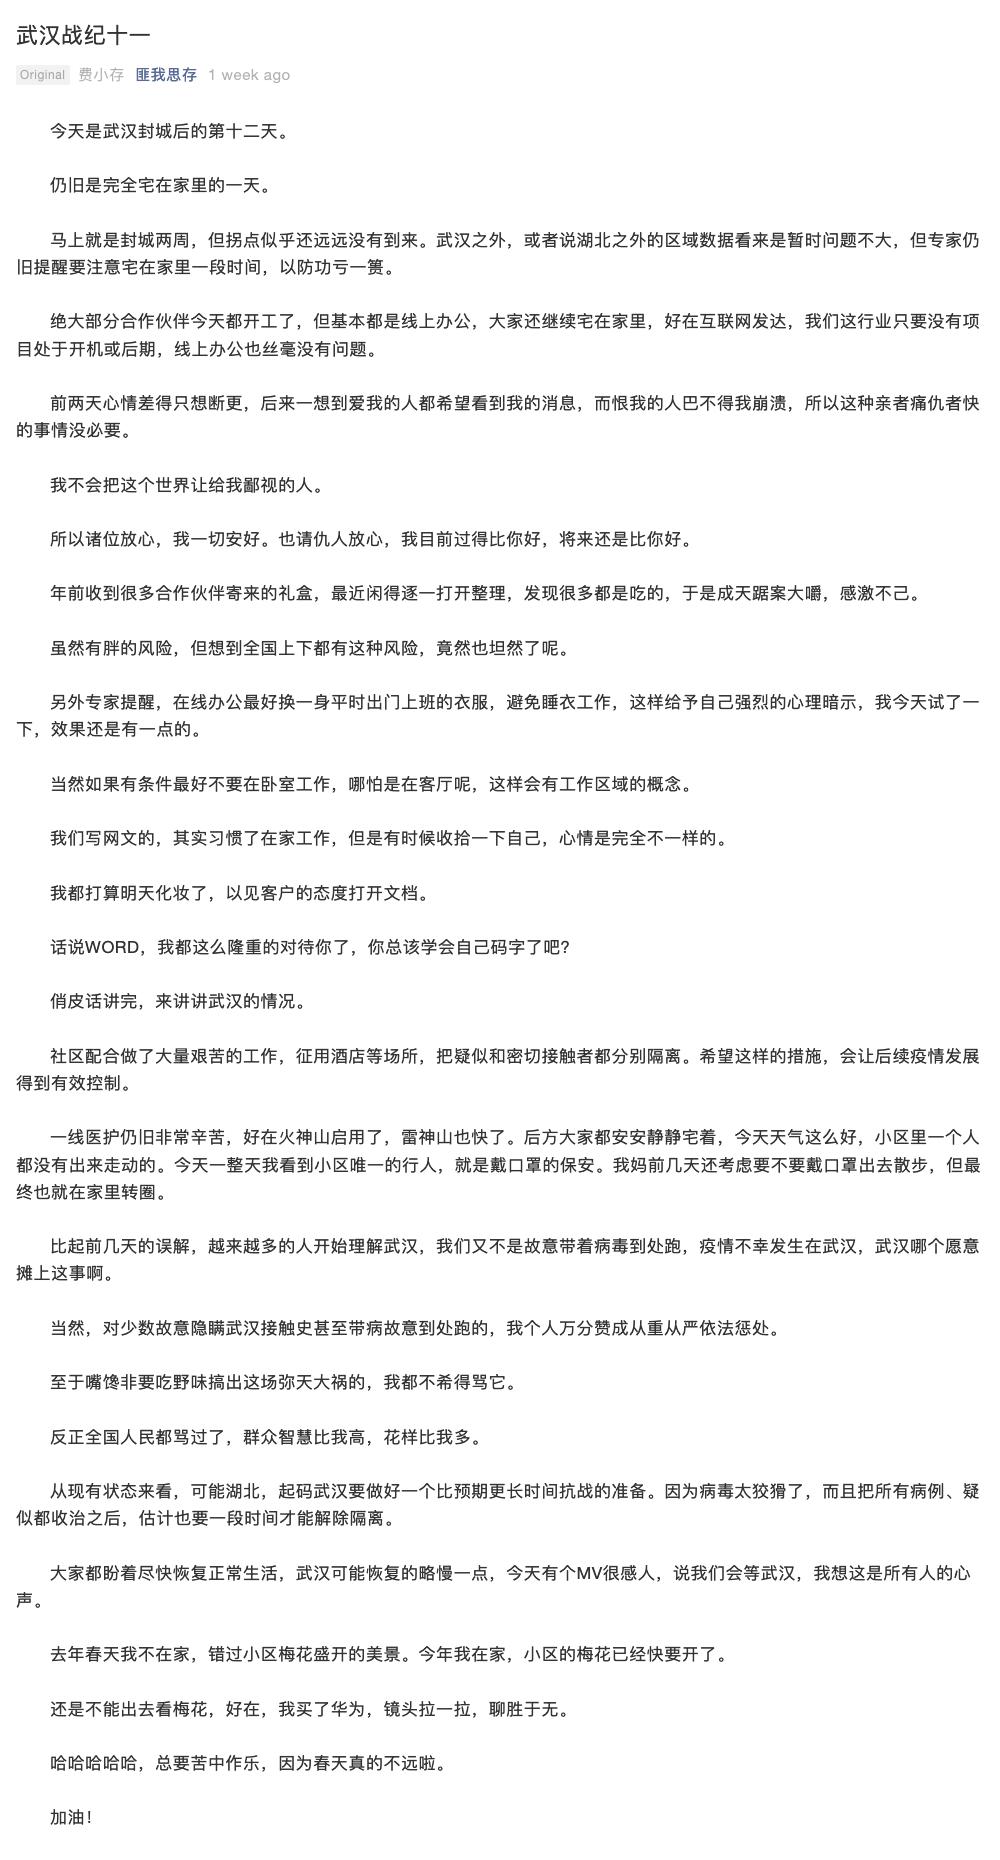 武汉战纪十一
Original 费小存 匪我思存 1 week ago
今天是武汉封城后的第十二天。
仍旧是完全宅在家里的一天。
马上就是封城两周，但拐点似乎还远远没有到来。武汉之外，或者说湖北之外的区域数据看来是暂时问题不大，但专家仍
旧提醒要注意宅在家里一段时间，以防功亏一篑。
绝大部分合作伙伴今天都开工了，但基本都是线上办公，大家还继续宅在家里，好在互联网发达，我们这行业只要没有项
目处于开机或后期，线上办公也丝毫没有问题。
前两天心情差得只想断更，后来一想到爱我的人都希望看到我的消息，而恨我的人巴不得我崩溃，所以这种亲者痛仇者快
的事情没必要。
我不会把这个世界让给我鄙视的人。
所以诸位放心，我一切安好。也请仇人放心，我目前过得比你好，将来还是比你好。
年前收到很多合作伙伴寄来的礼盒，最近闲得逐一打开整理，发现很多都是吃的，于是成天踞案大嚼，感激不己。
虽然有胖的风险，但想到全国上下都有这种风险，竟然也坦然了呢。
另外专家提醒，在线办公最好换一身平时出门上班的衣服，避免睡衣工作，这样给予自己强烈的心理暗示，我今天试了一
下，效果还是有一点的。
当然如果有条件最好不要在卧室工作，哪怕是在客厅呢，这样会有工作区域的概念。
我们写网文的，其实习惯了在家工作，但是有时候收拾一下自己，心情是完全不一样的。
我都打算明天化妆了，以见客户的态度打开文档。
话说WORD，我都这么隆重的对待你了，你总该学会自己码字了吧？
俏皮话讲完，来讲讲武汉的情况。
社区配合做了大量艰苦的工作，征用酒店等场所，把疑似和密切接触者都分别隔离。希望这样的措施，会让后续疫情发展
得到有效控制。
一线医护仍旧非常辛苦，好在火神山启用了，雷神山也快了。后方大家都安安静静宅着，今天天气这么好，小区里一个人
都没有出来走动的。今天一整天我看到小区唯一的行人，就是戴口罩的保安。我妈前几天还考虑要不要戴口罩出去散步，但最
终也就在家里转圈。
比起前几天的误解，越来越多的人开始理解武汉，我们又不是故意带着病毒到处跑，疫情不幸发生在武汉，武汉哪个愿意
摊上这事啊。
当然，对少数故意隐瞒武汉接触史甚至带病故意到处跑的，我个人万分赞成从重从严依法惩处。
至于嘴馋非要吃野味搞出这场弥天大祸的，我都不希得骂它。
反正全国人民都骂过了，群众智慧比我高，花样比我多。
从现有状态来看，可能湖北，起码武汉要做好一个比预期更长时间抗战的准备。因为病毒太狡猾了，而且把所有病例、疑
似都收治之后，估计也要一段时间才能解除隔离。
大家都盼着尽快恢复正常生活，武汉可能恢复的略慢一点，今天有个MV很感人，说我们会等武汉，我想这是所有人的心
声。
去年春天我不在家，错过小区梅花盛开的美景。今年我在家，小区的梅花已经快要开了。
还是不能出去看梅花，好在，我买了华为，镜头拉一拉，聊胜于无。
哈哈哈哈哈，总要苦中作乐，因为春天真的不远啦。
加油！